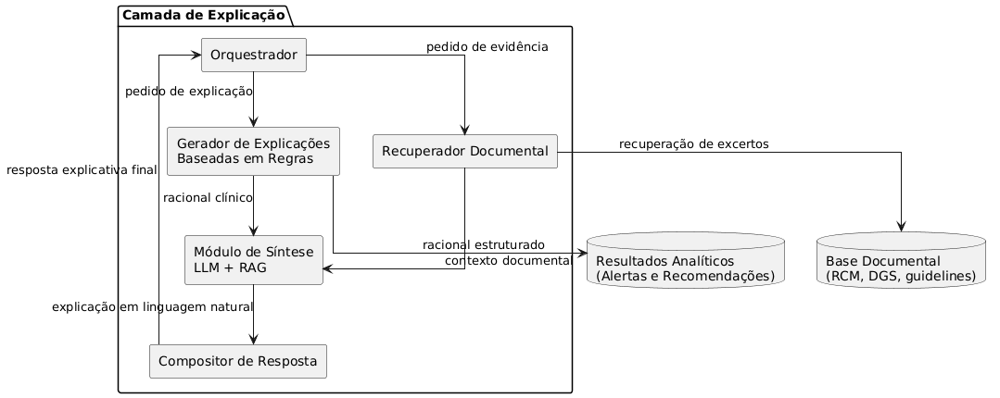 Camada de Explicação
pedido de evidência
Orquestrador
pedido de explicação
Gerador de Explicações
Baseadas em Regras
Recuperador Documental
recuperação de excertos
resposta explicativa final
racional clínico
Módulo de Síntese
LLM + RAG
racional estruturado
contexto documental
Resultados Analíticos
(Alertas e Recomendações)
Base Documental
(RCM, DGS, guidelines)
explicação em linguagem natural
Compositor de Resposta